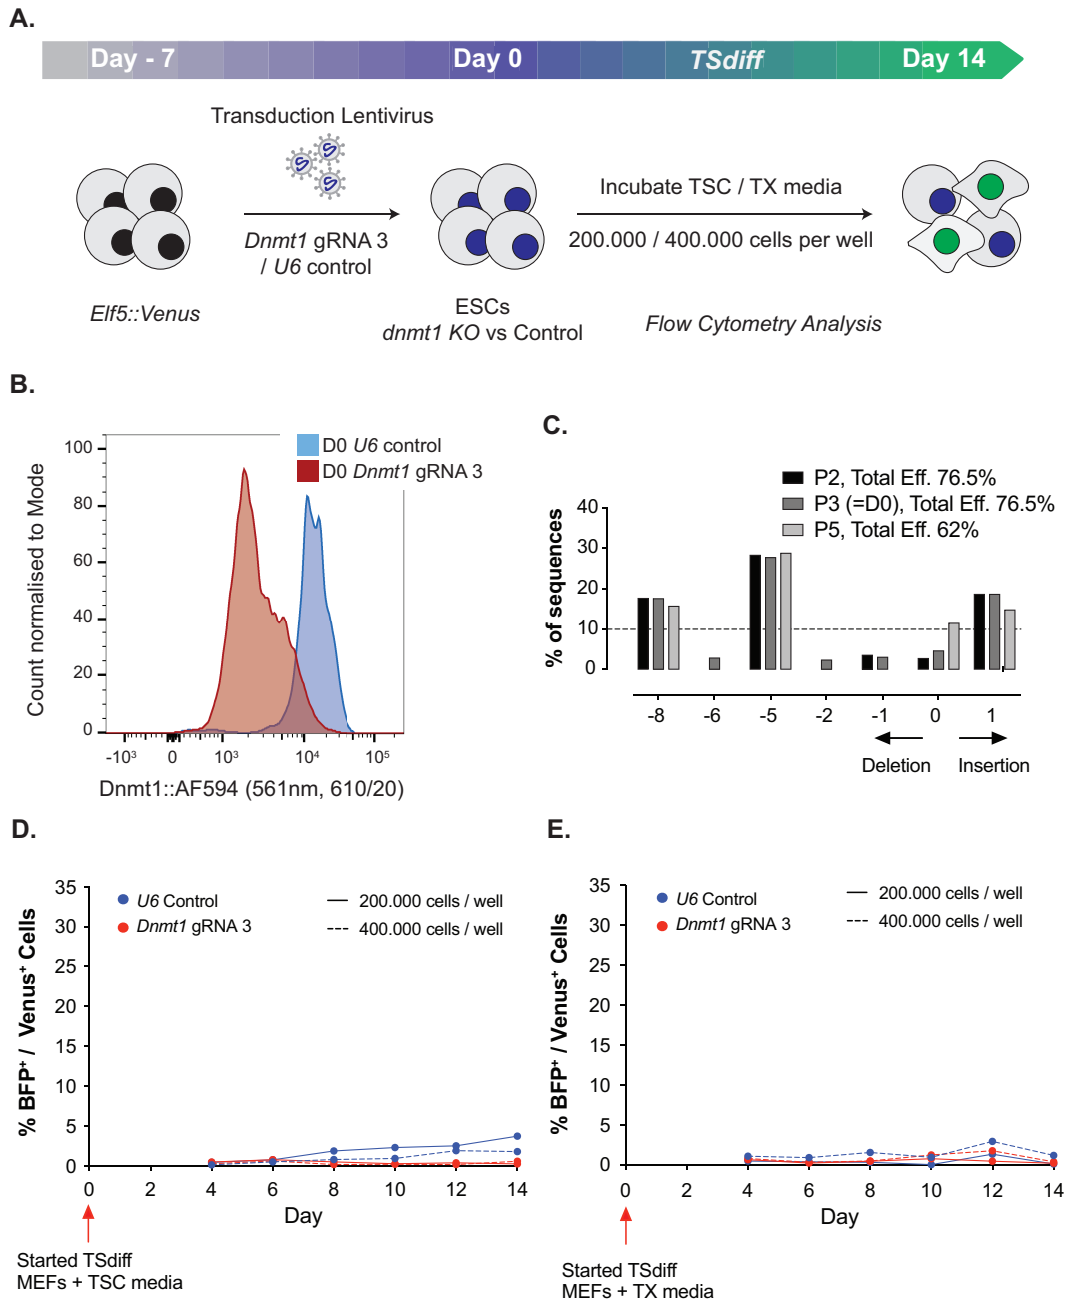 A.
Day - 7
Day 0
TSdiff
Day 14
Transduction Lentivirus
Dnmt1 gRNA 3
/ U6 control
Incubate TSC / TX media
200.000 / 400.000 cells per well
Elf5::Venus
ESCs
dnmt1 KO vs Control
Flow Cytometry Analysis
B.
D0 U6 control
D0 Dnmt1 gRNA 3
Count normalised to Mode
100
80
60
40
20
0
-10³
0
10³
10⁴
10⁵
Dnmt1::AF594 (561nm, 610/20)
C.
P2, Total Eff. 76.5%
P3 (=D0), Total Eff. 76.5%
P5, Total Eff. 62%
% of sequences
40
30
20
10
0
-8
-6
-5
-2
-1
0
1
Deletion
Insertion
D.
% BFP⁺ / Venus⁺ Cells
35
30
25
20
15
10
5
0
U6 Control
Dnmt1 gRNA 3
200.000 cells / well
400.000 cells / well
0
2
4
6
8
10
12
14
Day
Started TSdiff
MEFs + TSC media
E.
% BFP⁺ / Venus⁺ Cells
35
30
25
20
15
10
5
0
U6 Control
Dnmt1 gRNA 3
200.000 cells / well
400.000 cells / well
0
2
4
6
8
10
12
14
Day
Started TSdiff
MEFs + TX media